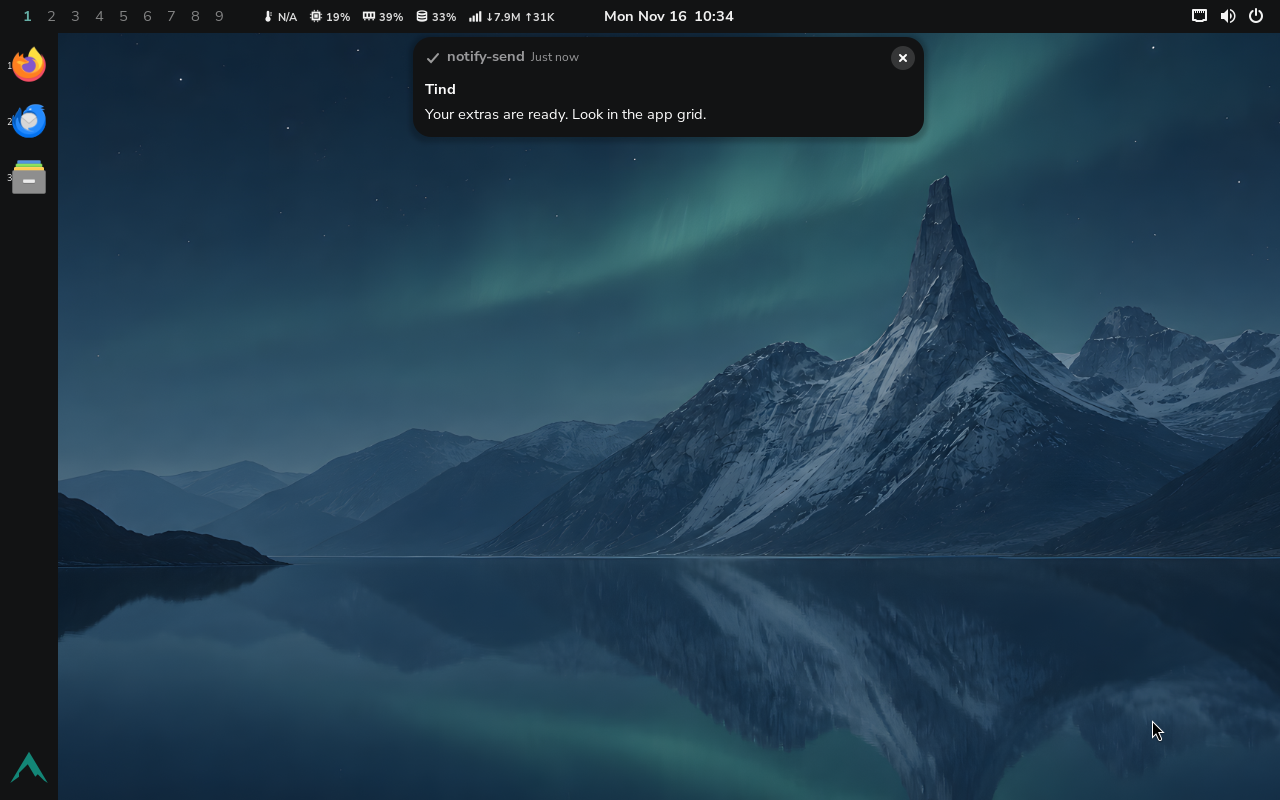 1 2 3 4 5 6 7 8 9 N/A 19% 39% 33% ↓7.9M ↑31K Mon Nov 16 10:34
notify-send Just now
Tind
Your extras are ready. Look in the app grid.
1
2
3